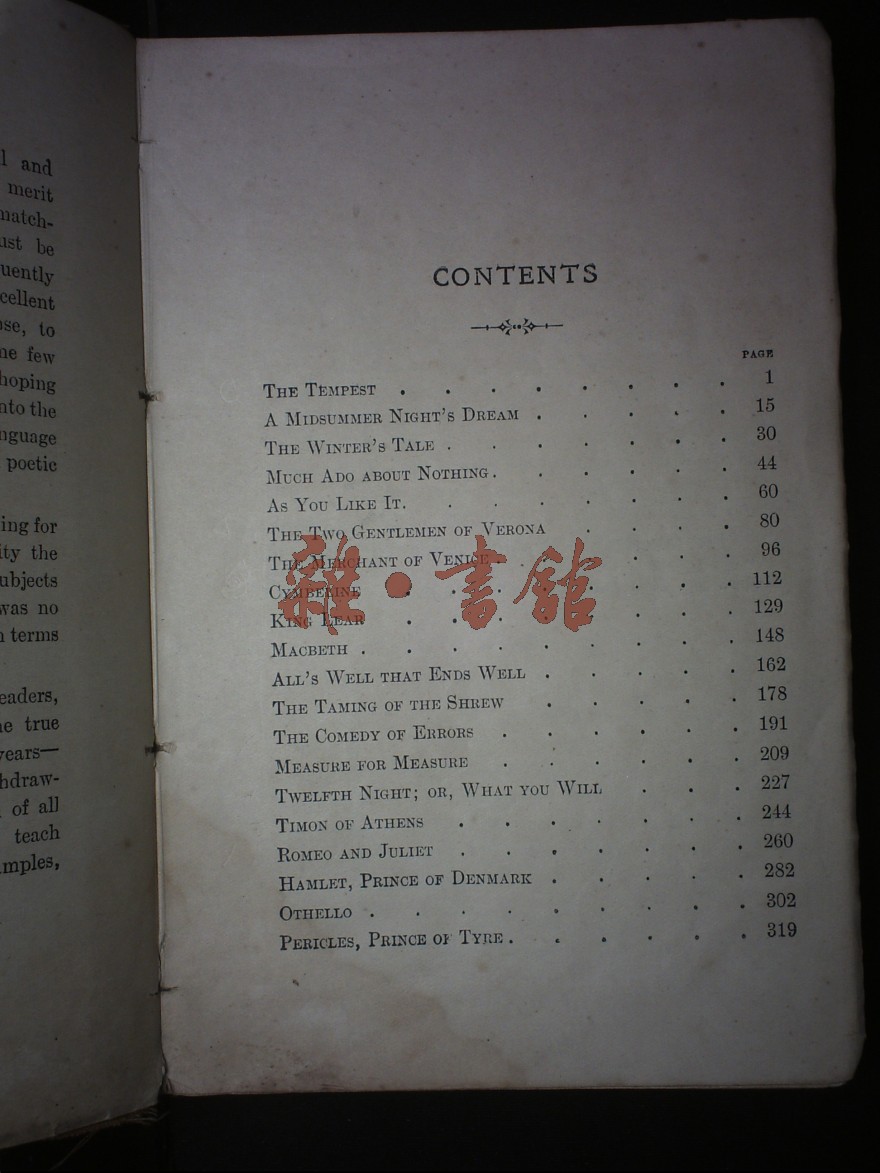 l and
merit
match-
ust be
uently
cellent
se, to
ne few
hoping
nto the
nguage
poetic
ing for
ity the
ubjects
was no
n terms
eaders,
e true
years—
hdraw-
of all
teach
mples,
CONTENTS
PAGE
THE TEMPEST . . . . . . . . 1
A MIDSUMMER NIGHT'S DREAM . . . . . 15
THE WINTER'S TALE . . . . . . . 30
MUCH ADO ABOUT NOTHING . . . . . . 44
AS YOU LIKE IT . . . . . . . . 60
THE TWO GENTLEMEN OF VERONA . . . . 80
THE MERCHANT OF VENICE . . . . . . 96
CYMBELINE . . . . . . . . 112
KING LEAR . . . . . . . . 129
MACBETH . . . . . . . . . 148
ALL'S WELL THAT ENDS WELL . . . . . 162
THE TAMING OF THE SHREW . . . . . 178
THE COMEDY OF ERRORS . . . . . . 191
MEASURE FOR MEASURE . . . . . . 209
TWELFTH NIGHT; OR, WHAT YOU WILL . . . 227
TIMON OF ATHENS . . . . . . . 244
ROMEO AND JULIET . . . . . . . 260
HAMLET, PRINCE OF DENMARK . . . . . 282
OTHELLO . . . . . . . . . 302
PERICLES, PRINCE OF TYRE . . . . . . 319
雜·書館